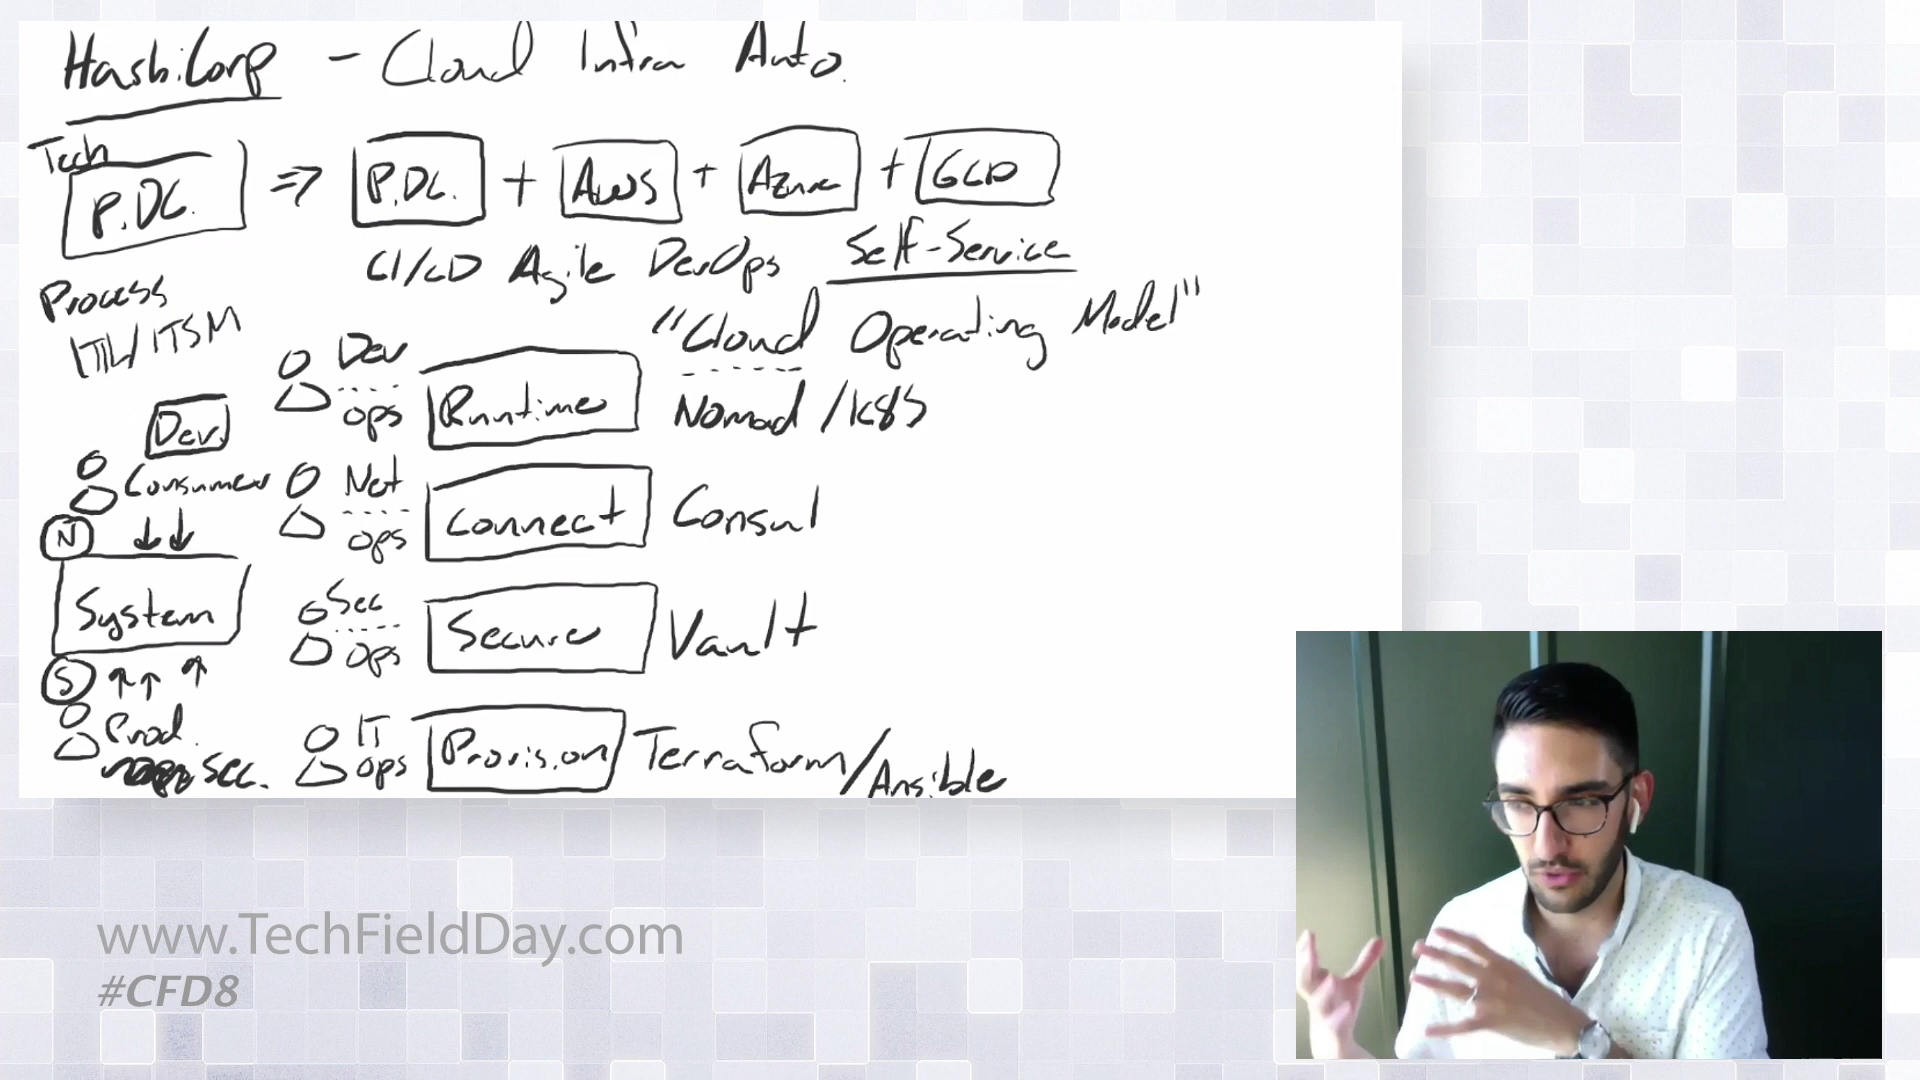 HashiCorp - Cloud Infra Auto.
Tech
P.DC. => P.DC. + AWS + Azure + GCP
CI/CD Agile DevOps Self-Service
Process
ITIL/ITSM
"Cloud Operating Model"
Dev
ops
Runtime
Nomad/K8S
Dev.
Consumer
Net
ops
Connect
Consul
N
System
Sec
ops
Secure
Vault
S
Prod.
Sec.
IT
ops
Provision
Terraform/Ansible
www.TechFieldDay.com
#CFD8